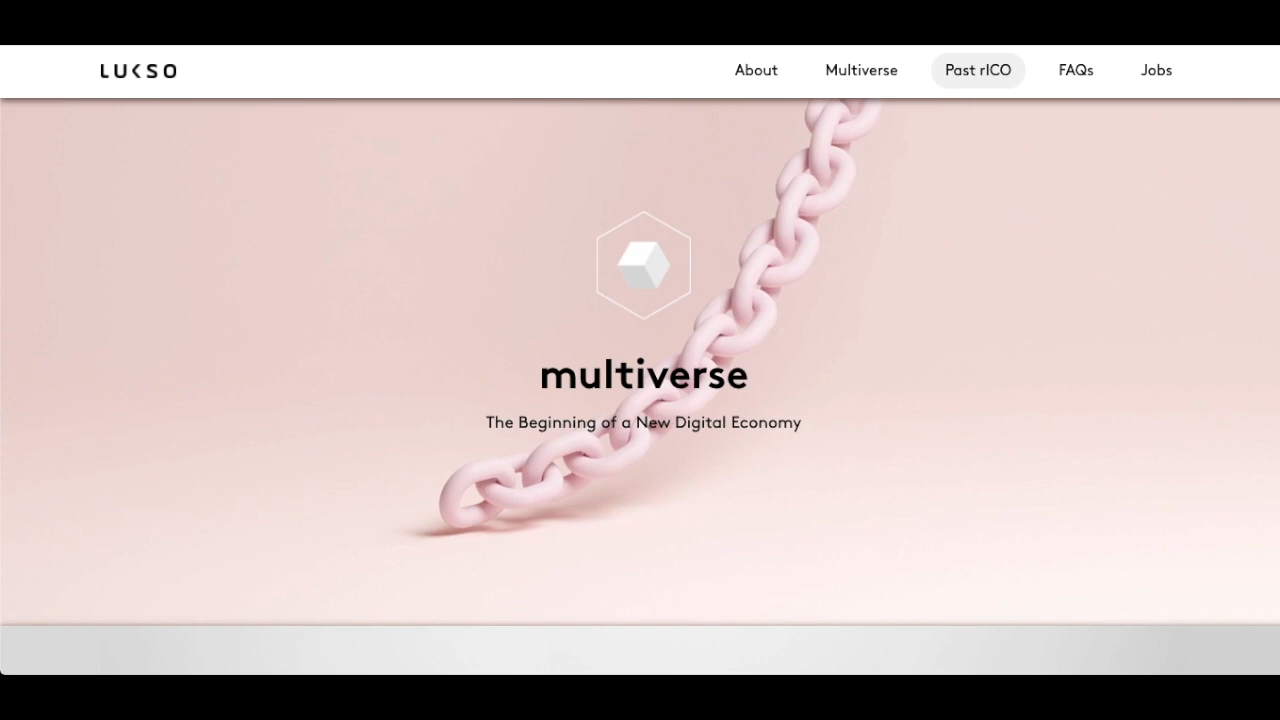 LUKSO
About Multiverse Past rICO FAQs Jobs
multiverse
The Beginning of a New Digital Economy